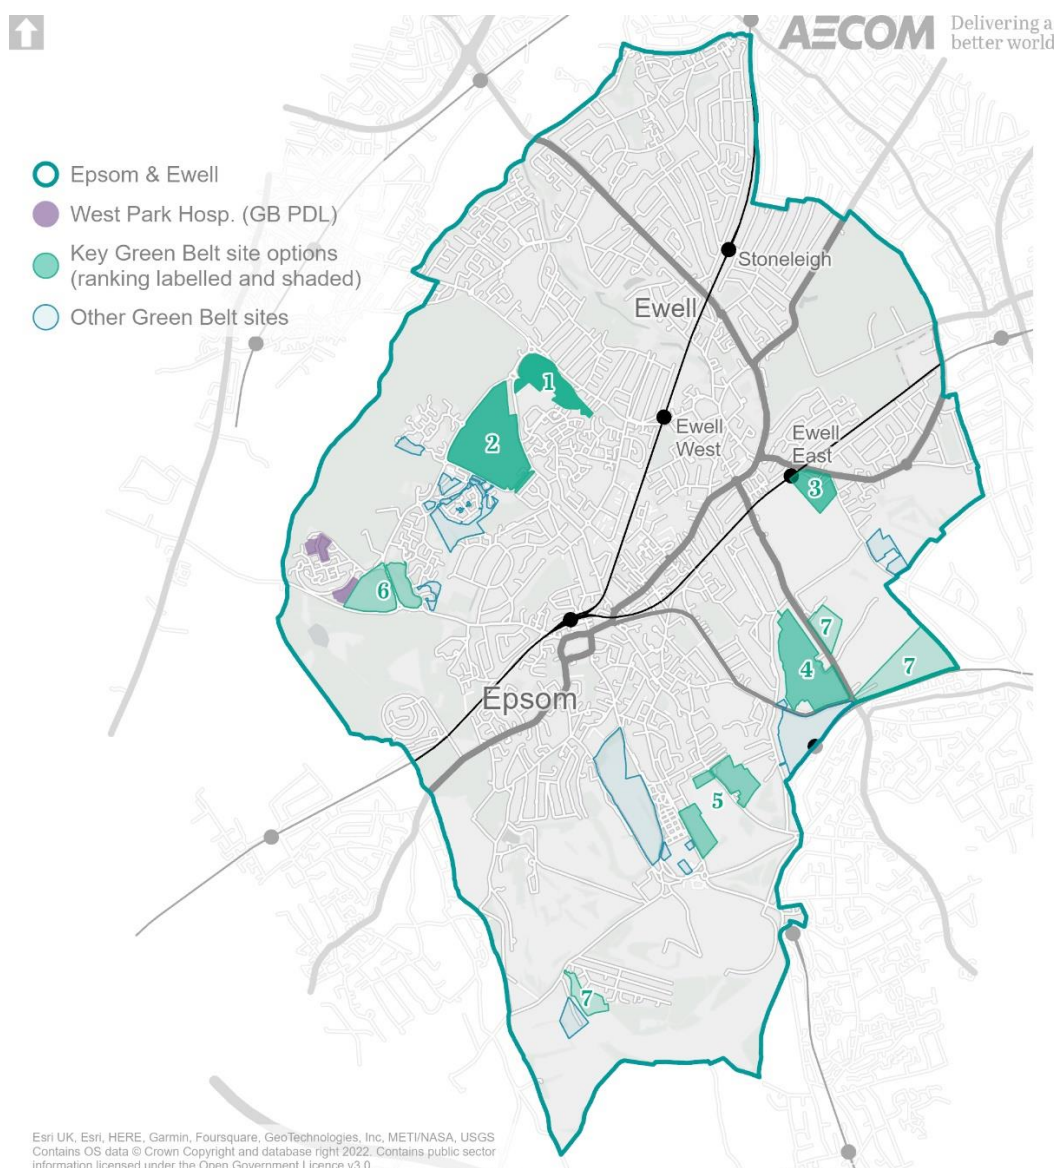 AECOM
Delivering a
better world
Epsom & Ewell
West Park Hosp. (GB PDL)
Key Green Belt site options
(ranking labelled and shaded)
Other Green Belt sites
Stoneleigh
Ewell
1
2
Ewell
West
Ewell
East
3
6
7
7
4
Epsom
5
7
Esri UK, Esri, HERE, Garmin, Foursquare, GeoTechnologies, Inc, METI/NASA, USGS
Contains OS data © Crown Copyright and database right 2022. Contains public sector
information licensed under the Open Government Licence v3.0